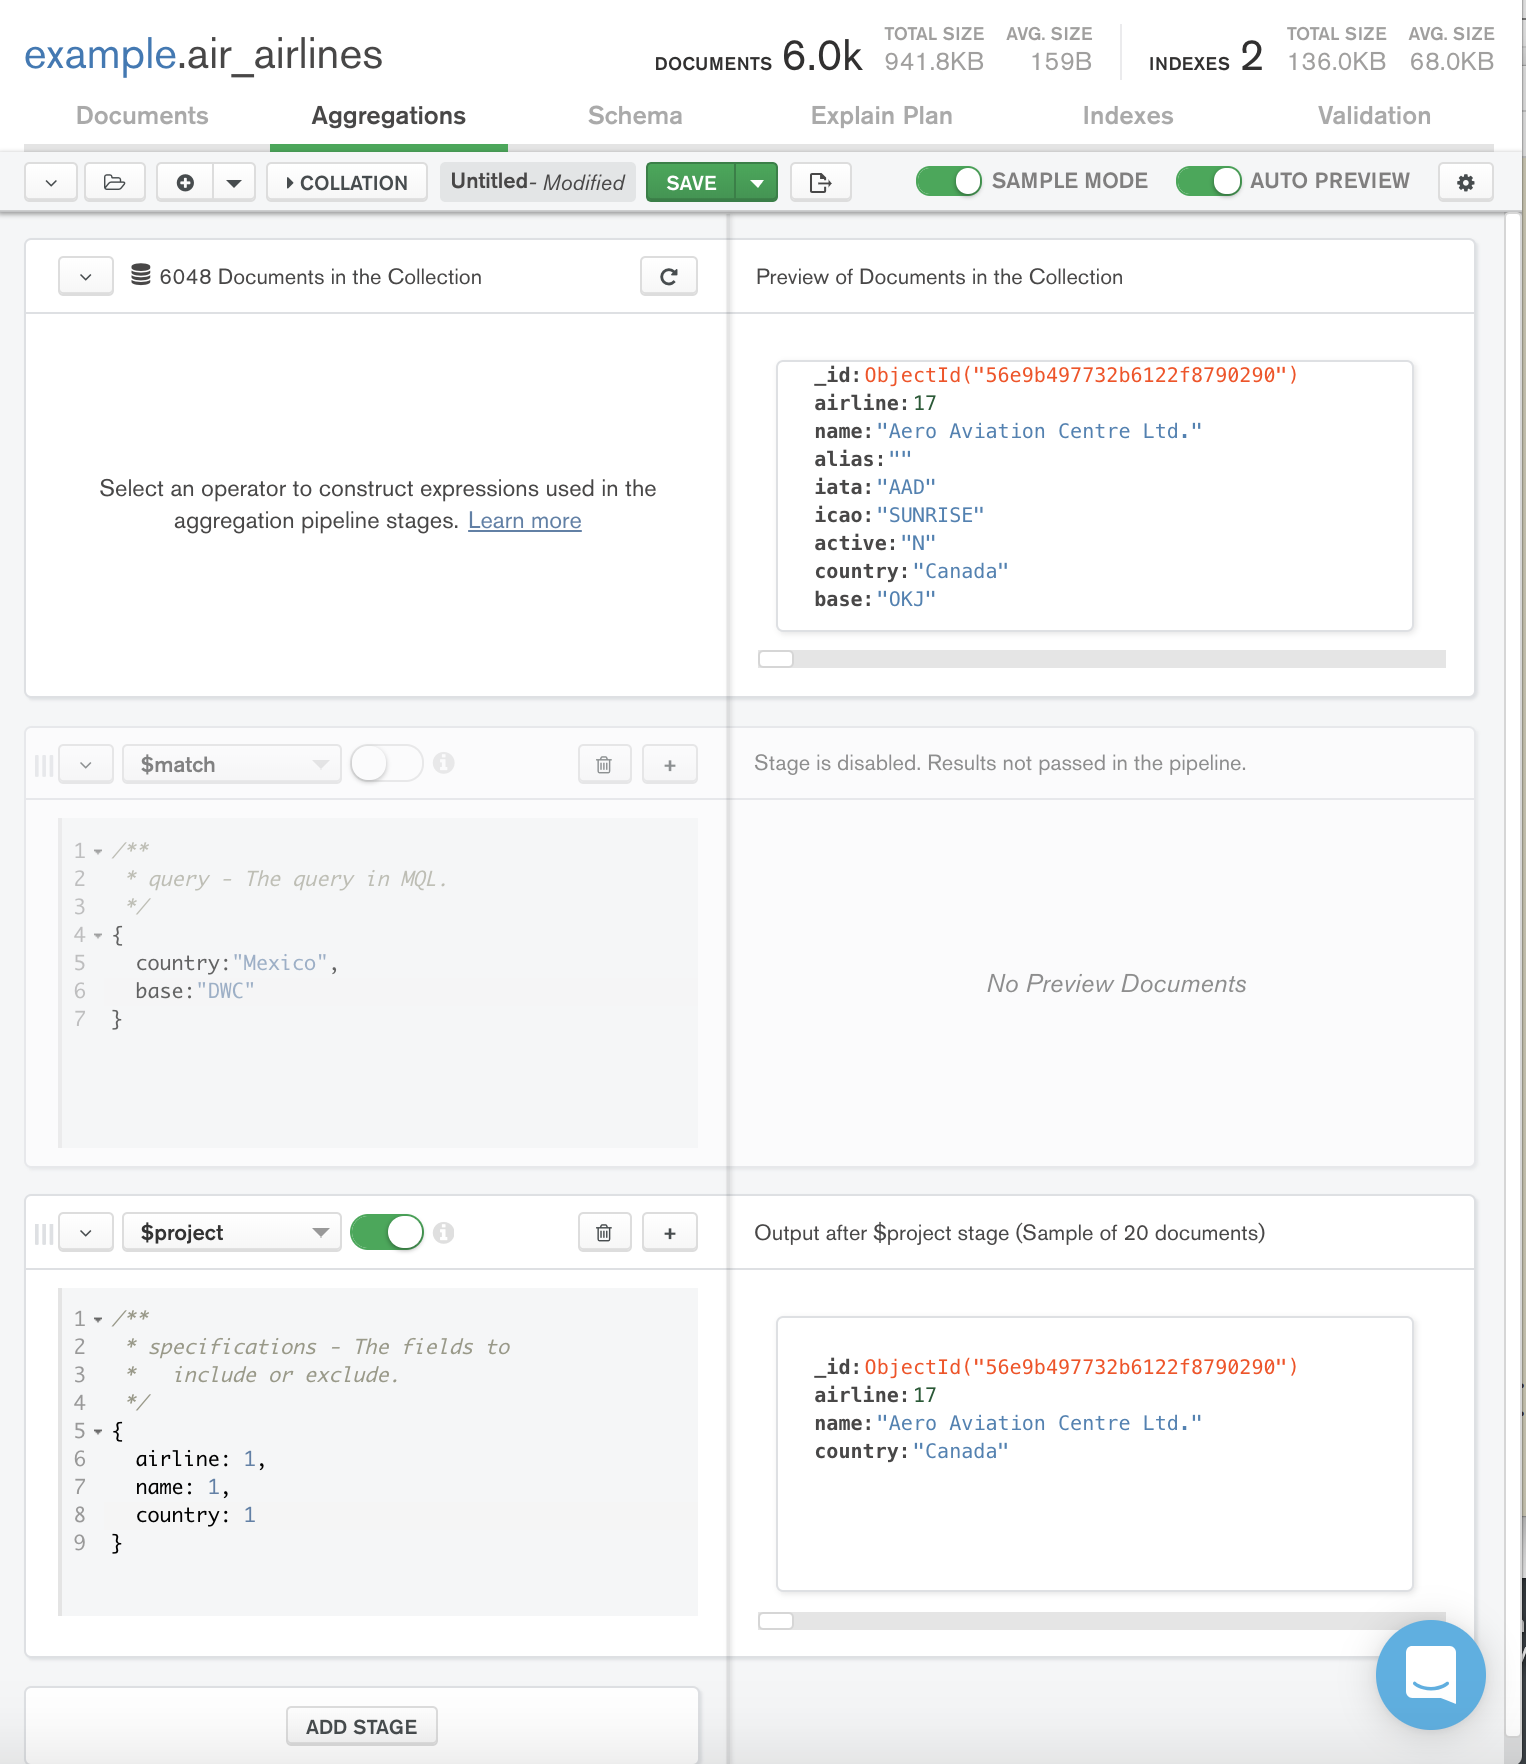 example.air_airlines
DOCUMENTS 6.0k TOTAL SIZE 941.8KB AVG. SIZE 159B INDEXES 2 TOTAL SIZE 136.0KB AVG. SIZE 68.0KB
Documents Aggregations Schema Explain Plan Indexes Validation
COLLATION Untitled- Modified SAVE SAMPLE MODE AUTO PREVIEW
6048 Documents in the Collection
Preview of Documents in the Collection
Select an operator to construct expressions used in the
aggregation pipeline stages. Learn more
_id:ObjectId("56e9b497732b6122f8790290")
airline:17
name:"Aero Aviation Centre Ltd."
alias:""
iata:"AAD"
icao:"SUNRISE"
active:"N"
country:"Canada"
base:"OKJ"
$match
Stage is disabled. Results not passed in the pipeline.
1 /**
2 * query - The query in MQL.
3 */
4 {
5 country:"Mexico",
6 base:"DWC"
7 }
No Preview Documents
$project
Output after $project stage (Sample of 20 documents)
1 /**
2 * specifications - The fields to
3 * include or exclude.
4 */
5 {
6 airline: 1,
7 name: 1,
8 country: 1
9 }
_id:ObjectId("56e9b497732b6122f8790290")
airline:17
name:"Aero Aviation Centre Ltd."
country:"Canada"
ADD STAGE